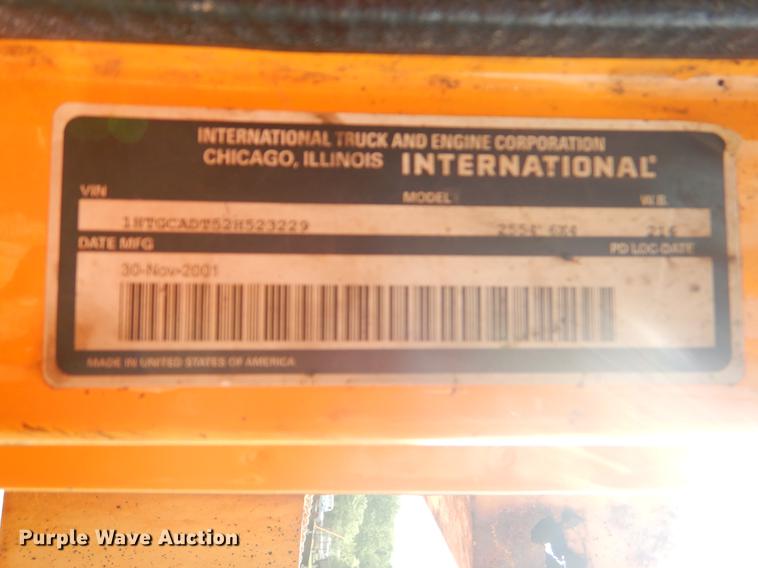 INTERNATIONAL TRUCK AND ENGINE CORPORATION
CHICAGO, ILLINOIS INTERNATIONAL®
VIN MODEL W.B.
1HTGCADT52H523229 2554 6X4 216
DATE MFG PD LOC-DATE
30-Nov-2001
MADE IN UNITED STATES OF AMERICA
Purple Wave Auction